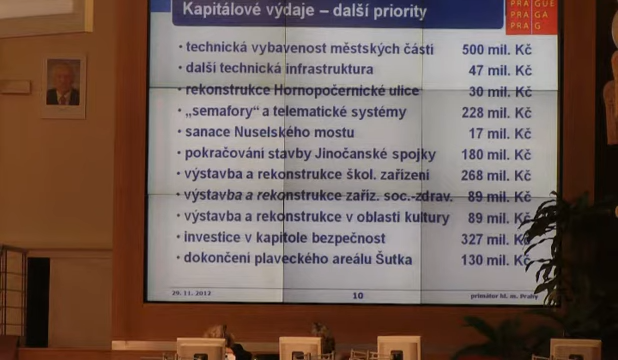 Kapitálové výdaje – další priority
PRAGUE
PRAGA
PRAG
• technická vybavenost městských částí 500 mil. Kč
• další technická infrastruktura 47 mil. Kč
• rekonstrukce Hornopočernické ulice 30 mil. Kč
• „semafory“ a telematické systémy 228 mil. Kč
• sanace Nuselského mostu 17 mil. Kč
• pokračování stavby Jinočanské spojky 180 mil. Kč
• výstavba a rekonstrukce škol. zařízení 268 mil. Kč
• výstavba a rekonstrukce zaříz. soc.-zdrav. 89 mil. Kč
• výstavba a rekonstrukce v oblasti kultury 89 mil. Kč
• investice v kapitole bezpečnost 327 mil. Kč
• dokončení plaveckého areálu Šutka 130 mil. Kč
29. 11. 2012 10 primátor hl. m. Prahy